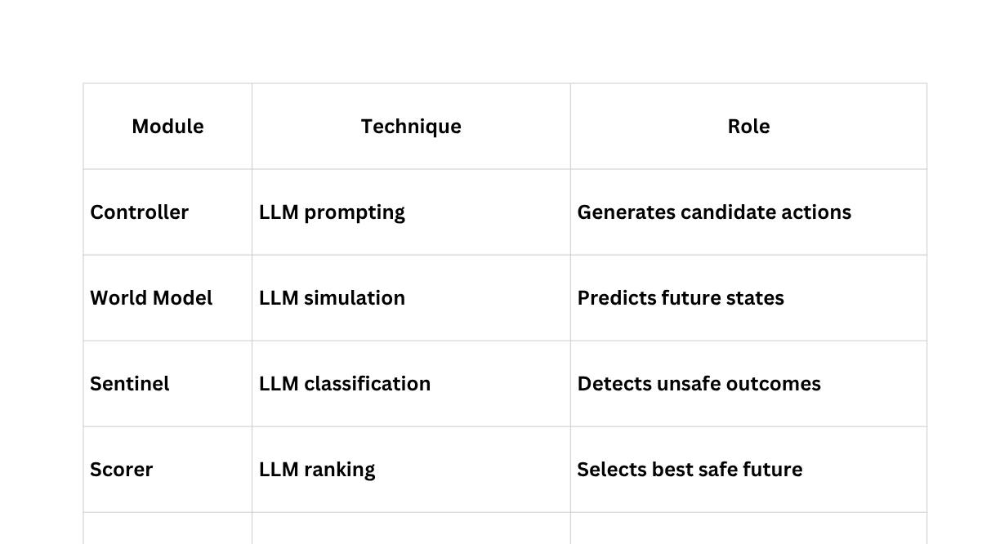 Module Technique Role
Controller LLM prompting Generates candidate actions
World Model LLM simulation Predicts future states
Sentinel LLM classification Detects unsafe outcomes
Scorer LLM ranking Selects best safe future